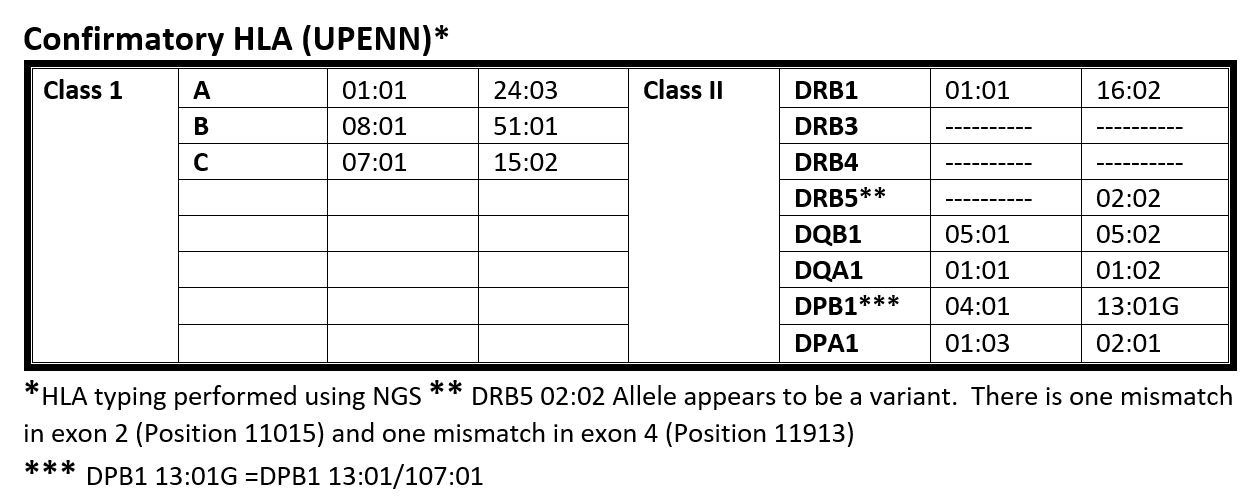 Confirmatory HLA (UPENN)*
Class 1 A 01:01 24:03 Class II DRB1 01:01 16:02
B 08:01 51:01 DRB3 ---------- ----------
C 07:01 15:02 DRB4 ---------- ----------
DRB5** ---------- 02:02
DQB1 05:01 05:02
DQA1 01:01 01:02
DPB1*** 04:01 13:01G
DPA1 01:03 02:01
*HLA typing performed using NGS ** DRB5 02:02 Allele appears to be a variant.  There is one mismatch
in exon 2 (Position 11015) and one mismatch in exon 4 (Position 11913)
*** DPB1 13:01G =DPB1 13:01/107:01